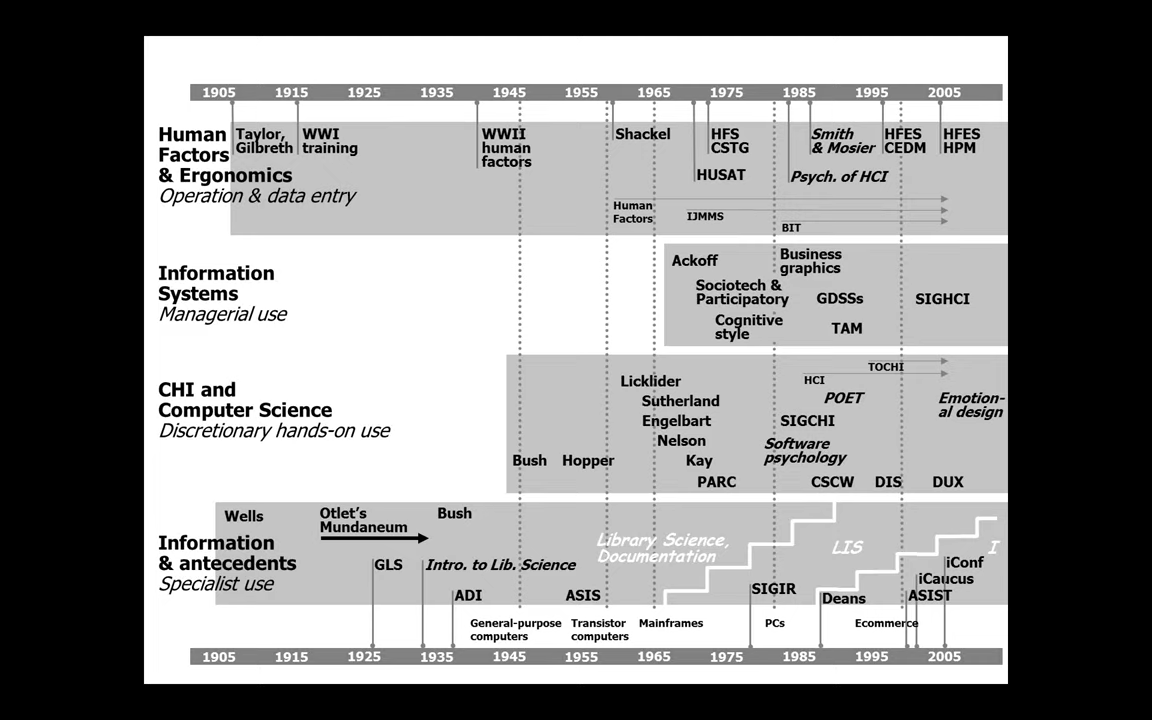 1905 1915 1925 1935 1945 1955 1965 1975 1985 1995 2005
Human
Factors
& Ergonomics
Operation & data entry
Taylor,
Gilbreth
WWI
training
WWII
human
factors
Shackel
HFS
CSTG
HUSAT
Smith
& Mosier
Psych. of HCI
HFES
CEDM
HFES
HPM
Human
Factors
IJMMS
BIT
Information
Systems
Managerial use
Ackoff
Business
graphics
Sociotech &
Participatory
GDSSs
SIGHCI
Cognitive
style
TAM
CHI and
Computer Science
Discretionary hands-on use
TOCHI
HCI
Licklider
Sutherland
Engelbart
Nelson
Bush
Hopper
Kay
PARC
POET
SIGCHI
Software
psychology
CSCW
DIS
DUX
Emotion-
al design
Information
& antecedents
Specialist use
Wells
Otlet's
Mundaneum
Bush
GLS
Intro. to Lib. Science
ADI
ASIS
Library Science,
Documentation
LIS
I
SIGIR
Deans
iConf
iCaucus
ASIST
General-purpose
computers
Transistor
computers
Mainframes
PCs
Ecommerce
1905 1915 1925 1935 1945 1955 1965 1975 1985 1995 2005